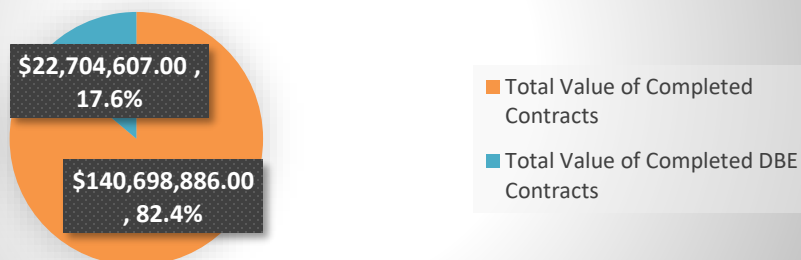 $22,704,607.00 ,
17.6%
$140,698,886.00
, 82.4%
Total Value of Completed
Contracts
Total Value of Completed DBE
Contracts